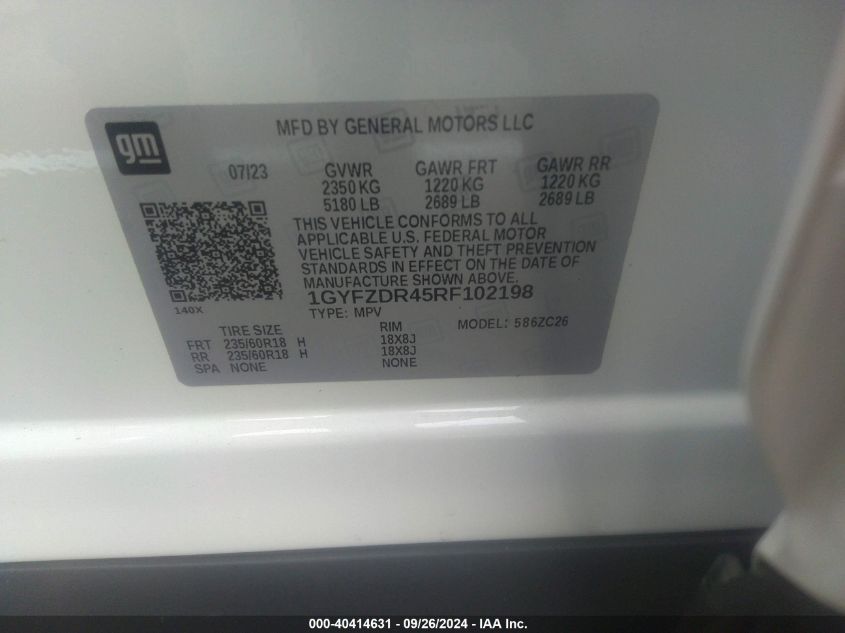 gm
MFD BY GENERAL MOTORS LLC
07/23 GVWR GAWR FRT GAWR RR
2350 KG 1220 KG 1220 KG
5180 LB 2689 LB 2689 LB
THIS VEHICLE CONFORMS TO ALL
APPLICABLE U.S. FEDERAL MOTOR
VEHICLE SAFETY AND THEFT PREVENTION
STANDARDS IN EFFECT ON THE DATE OF
MANUFACTURE SHOWN ABOVE.
140X
1GYFZDR45RF102198
TYPE: MPV MODEL: 586ZC26
TIRE SIZE RIM
FRT 235/60R18 H 18X8J
RR 235/60R18 H 18X8J
SPA NONE NONE
000-40414631 - 09/26/2024 - IAA Inc.